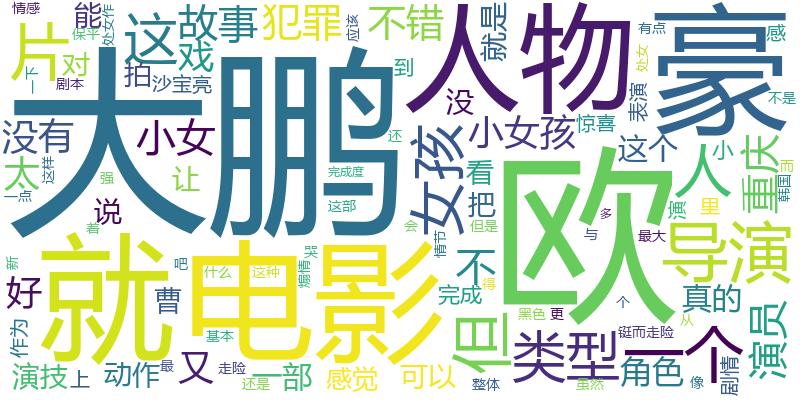 情感
能
处女作
这
故事
犯罪
应该
不错
就是
人物
豪
有点
感
保平
片
对
一下
剧本
拍
戏
沙宝亮
到
没
处女
表演
不是
大鹏
没有
小女
女孩
小女孩
惊喜
这个
小
重庆
太
这样
让
强
完成度
还
看
人
而
韩国
一点
说
这部
把
欧
演
里
着
会
但是
与
多
最大
导演
就
电影
情节
不
新
吧
什么
这种
煽情
哭
得
好
曹
完成
但
黑色
更
个
真的
演员
作为
基本
类型
一个
挺而走险
从
演技
上
动作
最
又
走险
还是
一部
感觉
可以
整体
虽然
角色
像
剧情